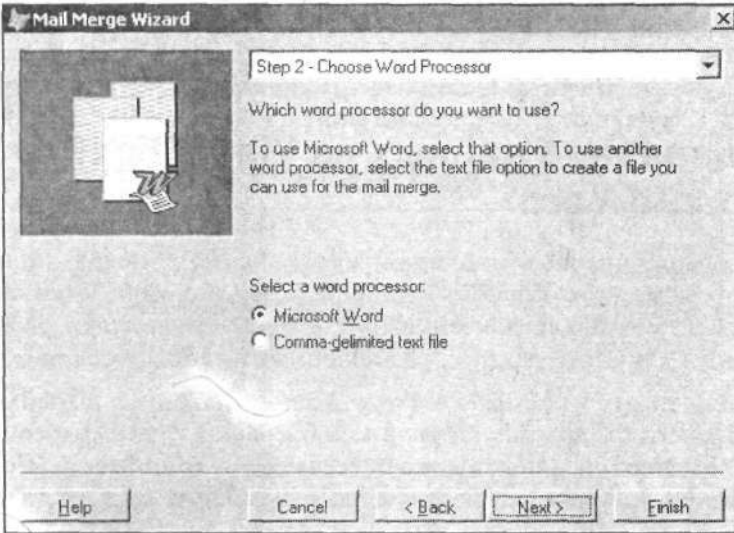 Mail Merge Wizard
Step 2 - Choose Word Processor
Which word processor do you want to use?
To use Microsoft Word, select that option. To use another
word processor, select the text file option to create a file you
can use for the mail merge.
Select a word processor:
Microsoft Word
Comma-delimited text file
Help
Cancel
< Back
Next >
Finish